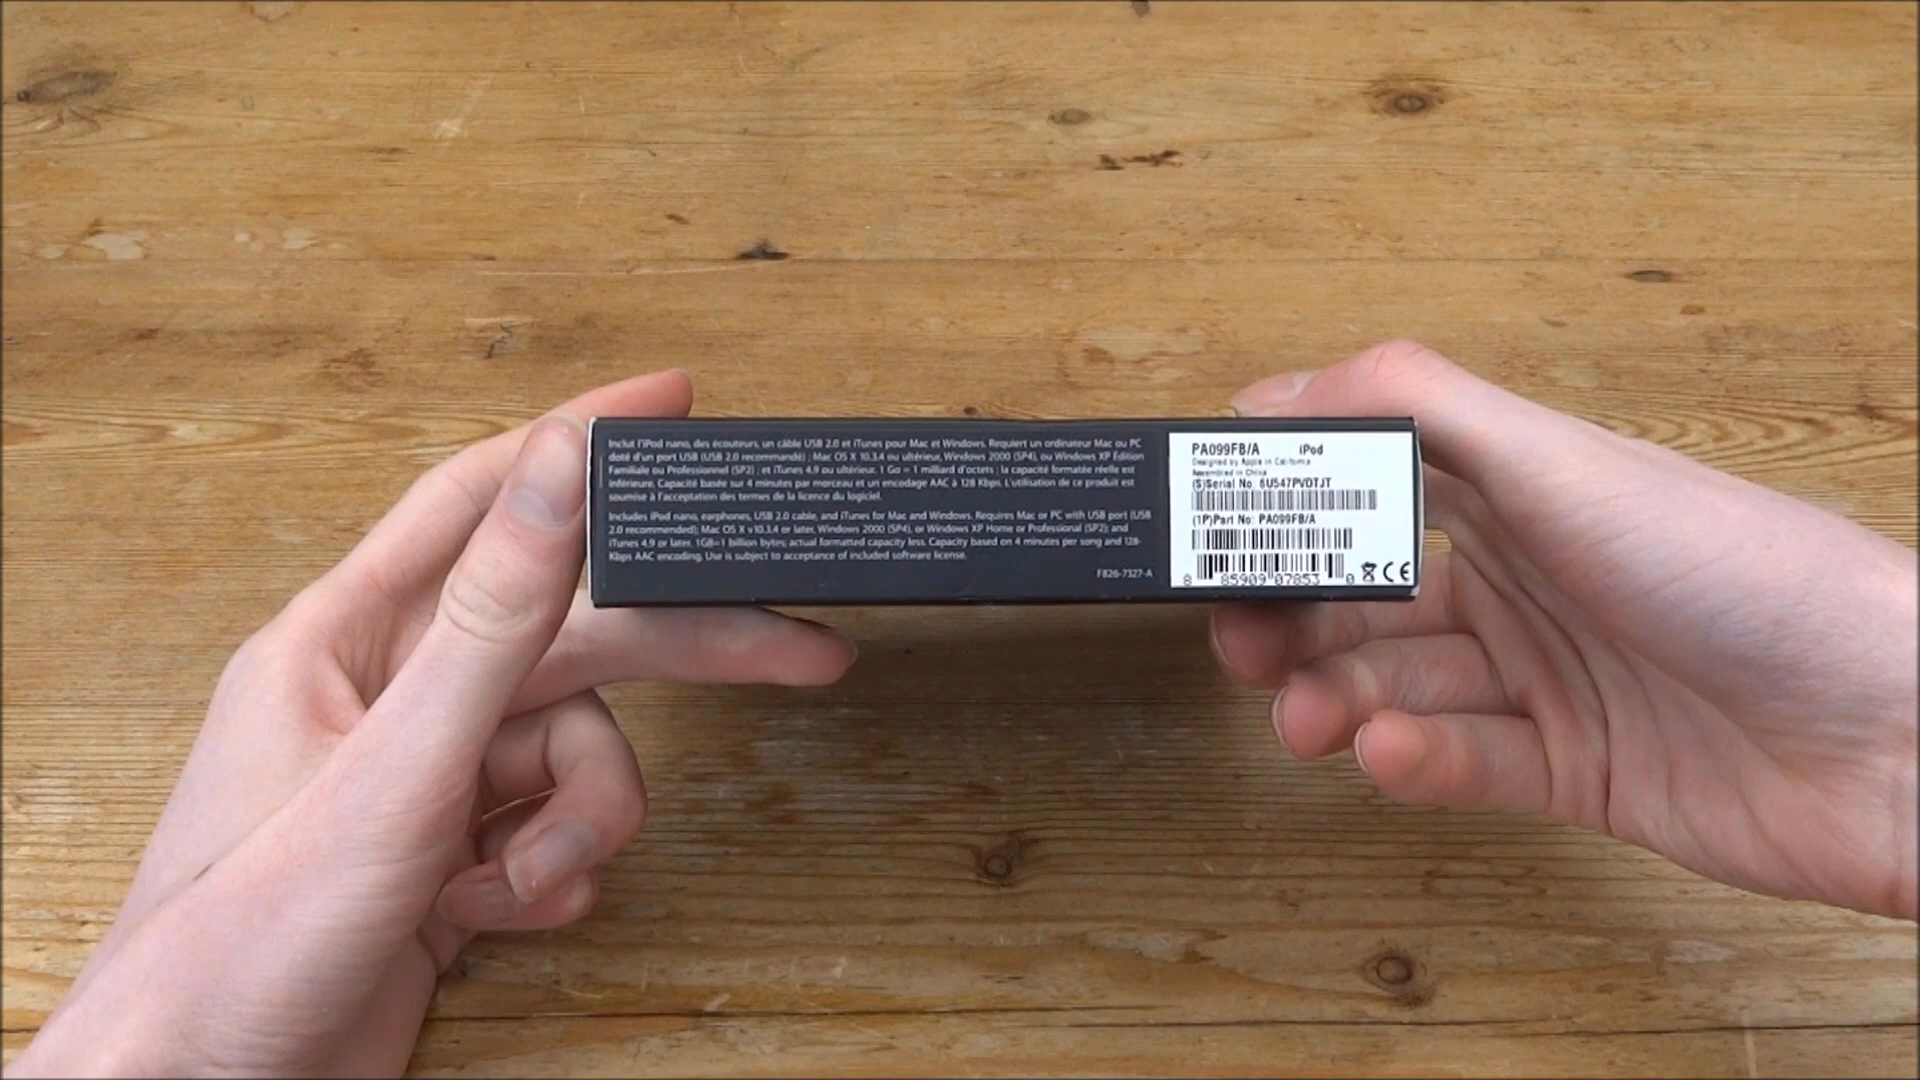 Inclut l'iPod nano, des écouteurs, un câble USB 2.0 et iTunes pour Mac et Windows. Requiert un ordinateur Mac ou PC
doté d'un port USB (USB 2.0 recommandé) ; Mac OS X 10.3.4 ou ultérieur, Windows 2000 (SP4), ou Windows XP Édition
Familiale ou Professionnel (SP2) ; et iTunes 4.9 ou ultérieur. 1 Go = 1 milliard d'octets ; la capacité formatée réelle est
inférieure. Capacité basée sur 4 minutes par morceau et un encodage AAC à 128 Kbps. L'utilisation de ce produit est
soumise à l'acceptation des termes de la licence du logiciel.
Includes iPod nano, earphones, USB 2.0 cable, and iTunes for Mac and Windows. Requires Mac or PC with USB port (USB
2.0 recommended); Mac OS X v10.3.4 or later, Windows 2000 (SP4), or Windows XP Home or Professional (SP2); and
iTunes 4.9 or later. 1GB=1 billion bytes; actual formatted capacity less. Capacity based on 4 minutes per song and 128-
Kbps AAC encoding. Use is subject to acceptance of included software license.
F826-7327-A
PA099FB/A iPod
Designed by Apple in California
Assembled in China
(S)Serial No: 6U547PVDTJT
(1P)Part No: PA099FB/A
8 85909 07853 0 CE